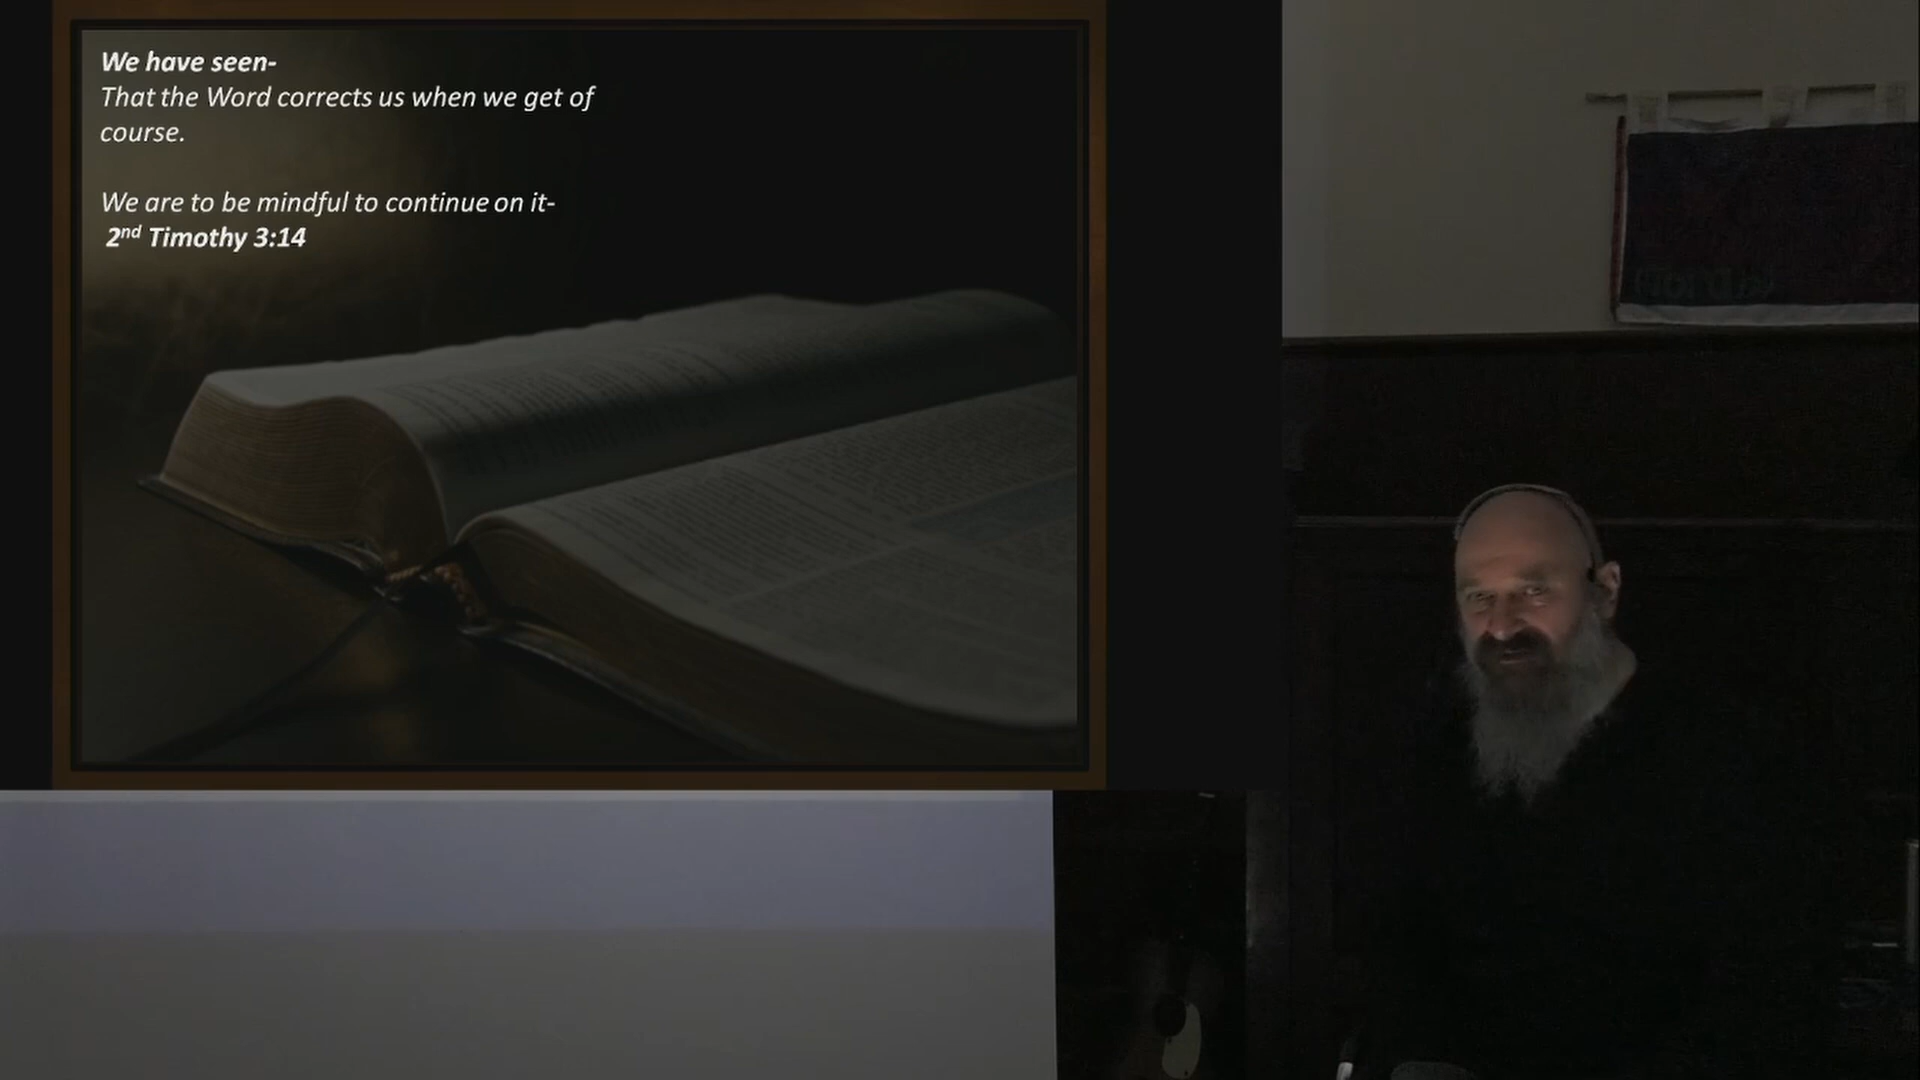 We have seen-
That the Word corrects us when we get of
course.
We are to be mindful to continue on it-
2nd Timothy 3:14